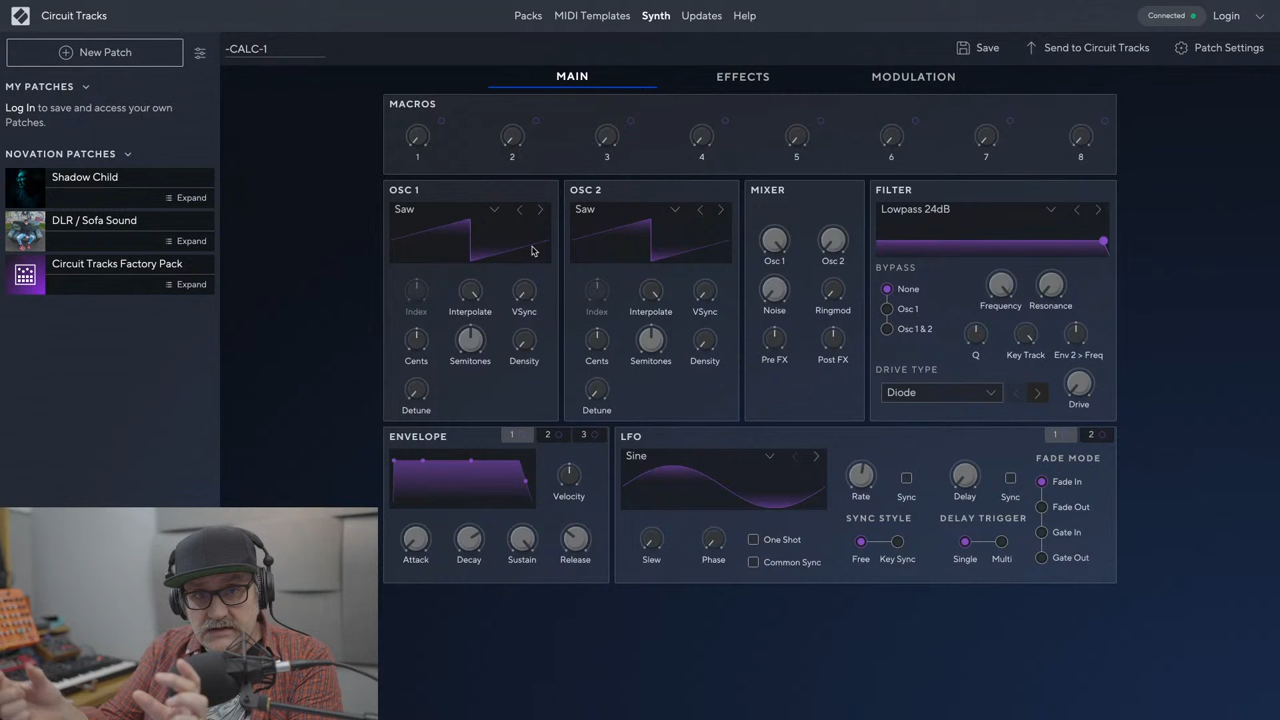 Circuit Tracks
Packs MIDI Templates Synth Updates Help
Connected Login
New Patch
MY PATCHES
Log In to save and access your own
Patches.
NOVATION PATCHES
Shadow Child
Expand
DLR / Sofa Sound
Expand
Circuit Tracks Factory Pack
Expand
-CALC-1
Save Send to Circuit Tracks Patch Settings
MAIN EFFECTS MODULATION
MACROS
1 2 3 4 5 6 7 8
OSC 1
Saw
Index Interpolate VSync
Cents Semitones Density
Detune
OSC 2
Saw
Index Interpolate VSync
Cents Semitones Density
Detune
MIXER
Osc 1 Osc 2
Noise Ringmod
Pre FX Post FX
FILTER
Lowpass 24dB
BYPASS
None
Osc 1
Osc 1 & 2
Frequency Resonance
Q Key Track Env 2 > Freq
DRIVE TYPE
Diode
Drive
ENVELOPE 1 2 3
Velocity
Attack Decay Sustain Release
LFO 1 2
Sine
Slew Phase
One Shot
Common Sync
Rate Sync
SYNC STYLE
Free Key Sync
Delay Sync
DELAY TRIGGER
Single Multi
FADE MODE
Fade In
Fade Out
Gate In
Gate Out